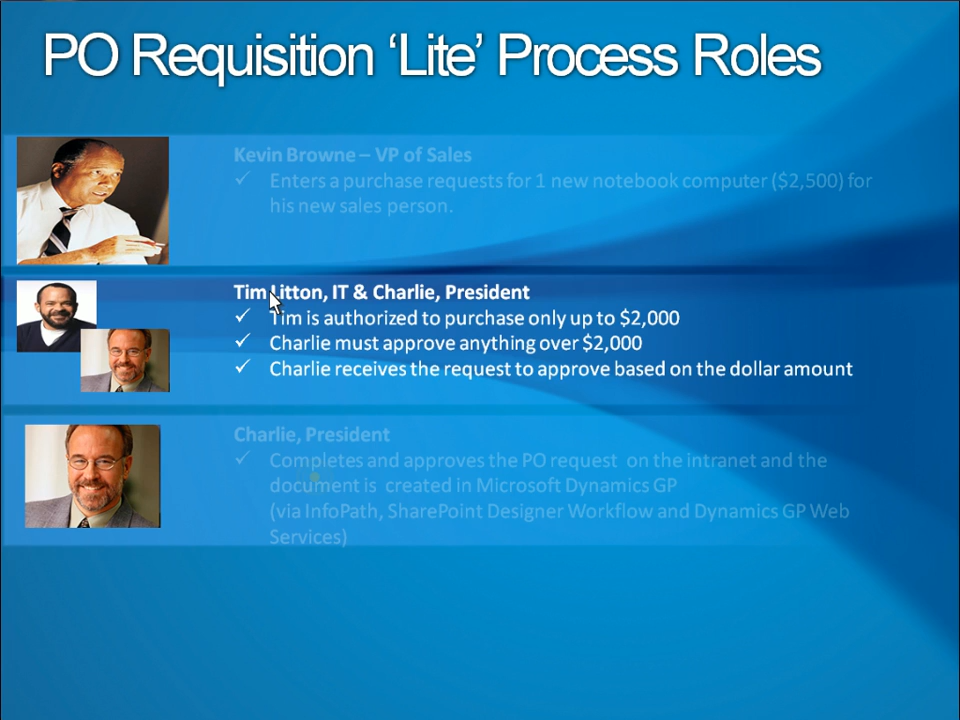 PO Requisition ‘Lite’ Process Roles
Kevin Browne – VP of Sales
✓ Enters a purchase requests for 1 new notebook computer ($2,500) for
his new sales person.
Tim Litton, IT & Charlie, President
✓ Tim is authorized to purchase only up to $2,000
✓ Charlie must approve anything over $2,000
✓ Charlie receives the request to approve based on the dollar amount
Charlie, President
✓ Completes and approves the PO request on the intranet and the
document is created in Microsoft Dynamics GP
(via InfoPath, SharePoint Designer Workflow and Dynamics GP Web
Services)